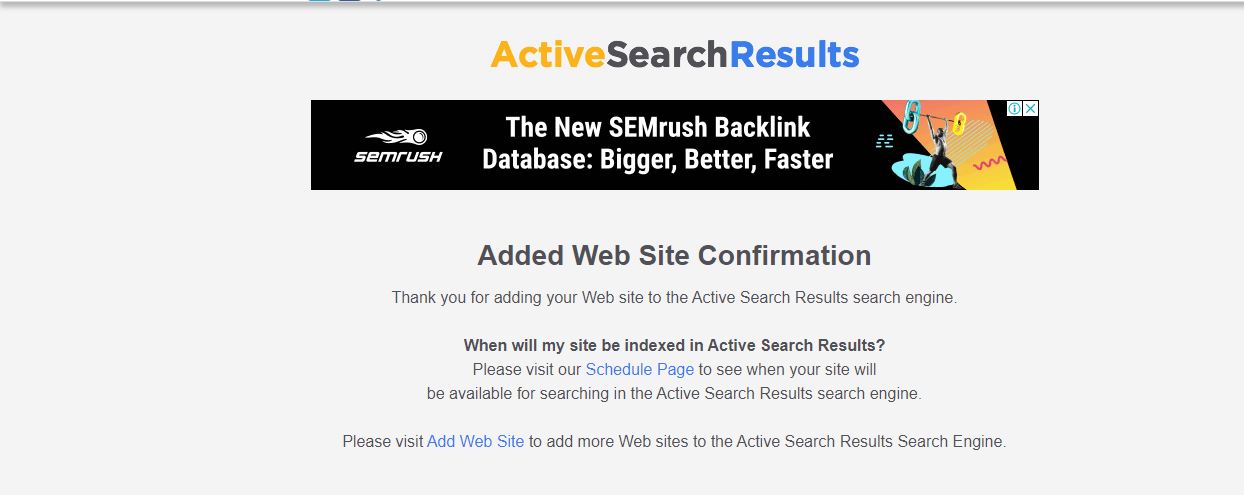 ActiveSearchResults
semrush
The New SEMrush Backlink
Database: Bigger, Better, Faster
Added Web Site Confirmation
Thank you for adding your Web site to the Active Search Results search engine.
When will my site be indexed in Active Search Results?
Please visit our Schedule Page to see when your site will
be available for searching in the Active Search Results search engine.
Please visit Add Web Site to add more Web sites to the Active Search Results Search Engine.